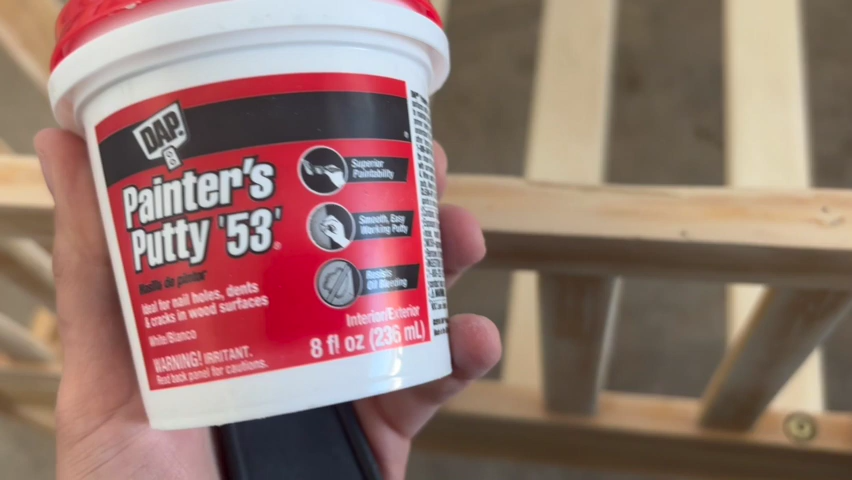 DAP.
Painter's
Putty '53'®
Masilla de pintor
Ideal for nail holes, dents
& cracks in wood surfaces
White/Blanco
WARNING! IRRITANT.
Read back panel for cautions.
Superior
Paintability
Smooth, Easy
Working Putty
Resists
Oil Bleeding
Interior/Exterior
8 fl oz (236 mL)